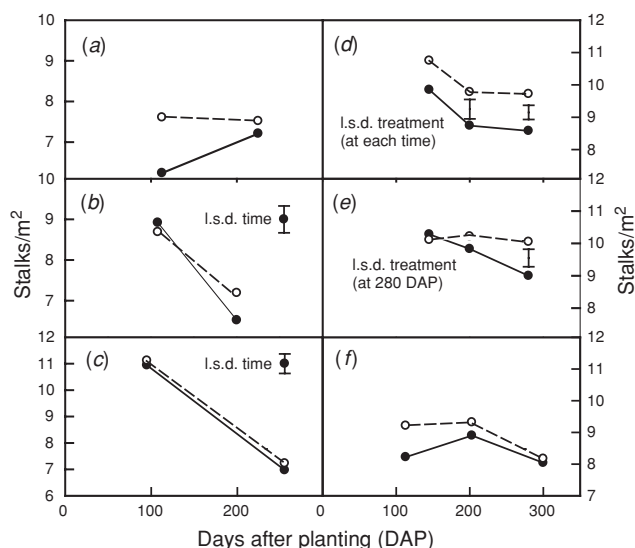 10
9
8
7
10
9
8
7
12
11
10
9
8
7
6
12
11
10
9
8
12
11
10
9
8
12
11
10
9
8
7
(a)
(b)
(c)
(d)
(e)
(f)
l.s.d. time
l.s.d. time
l.s.d. treatment
(at each time)
l.s.d. treatment
(at 280 DAP)
Stalks/m²
Stalks/m²
0 100 200 0 100 200 300
Days after planting (DAP)